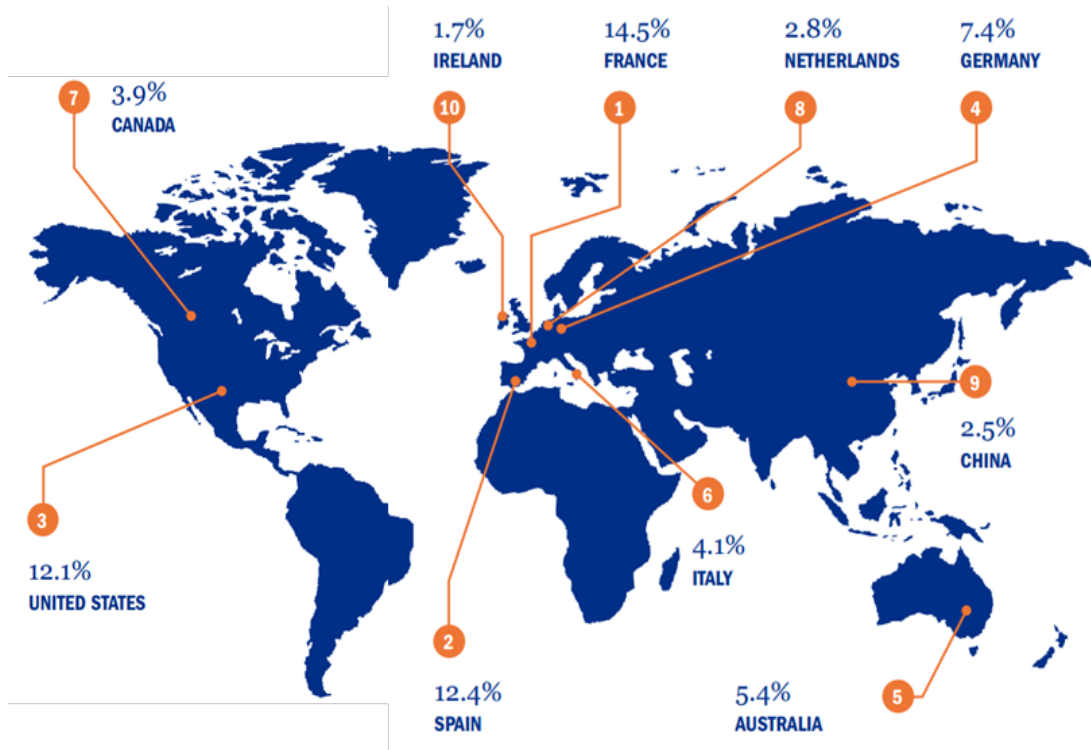 1.7%
IRELAND
14.5%
FRANCE
2.8%
NETHERLANDS
7.4%
GERMANY
7
3.9%
CANADA
10
1
8
4
9
2.5%
CHINA
6
4.1%
ITALY
3
12.1%
UNITED STATES
2
12.4%
SPAIN
5
5.4%
AUSTRALIA